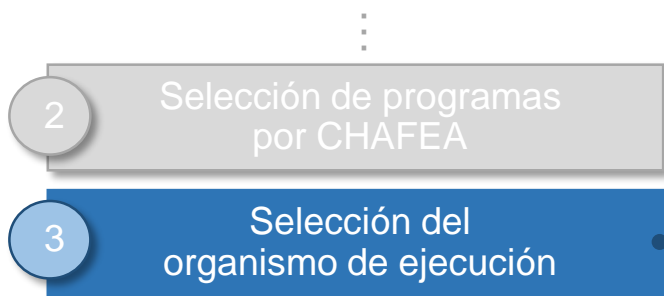 2
Selección de programas
por CHAFEA
3
Selección del
organismo de ejecución